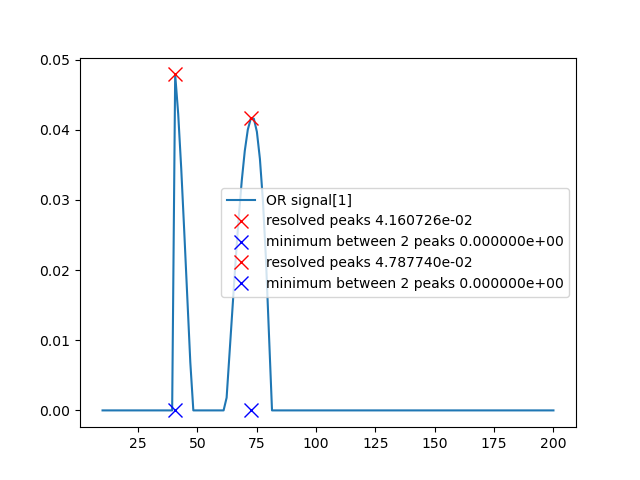 0.05
0.04
0.03
0.02
0.01
0.00
OR signal[1]
resolved peaks 4.160726e-02
minimum between 2 peaks 0.000000e+00
resolved peaks 4.787740e-02
minimum between 2 peaks 0.000000e+00
25 50 75 100 125 150 175 200